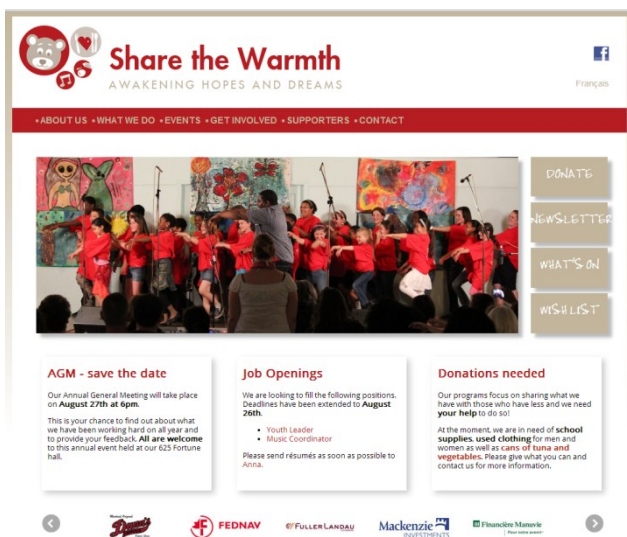 Share the Warmth
AWAKENING HOPES AND DREAMS
Français
•ABOUT US •WHAT WE DO •EVENTS •GET INVOLVED •SUPPORTERS •CONTACT
DONATE
NEWSLETTER
WHAT'S ON
WISHLIST
AGM - save the date
Our Annual General Meeting will take place
on August 27th at 6pm.
This is your chance to find out about what
we have been working hard on all year and
to provide your feedback. All are welcome
to this annual event held at our 625 Fortune
hall.
Job Openings
We are looking to fill the following positions.
Deadlines have been extended to August
26th.
• Youth Leader
• Music Coordinator
Please send résumés as soon as possible to
Anna.
Donations needed
Our programs focus on sharing what we
have with those who have less and we need
your help to do so!
At the moment, we are in need of school
supplies, used clothing for men and
women as well as cans of tuna and
vegetables. Please give what you can and
contact us for more information.
FEDNAV
FULLER LANDAU
Mackenzie
INVESTMENTS
Financière Manuvie